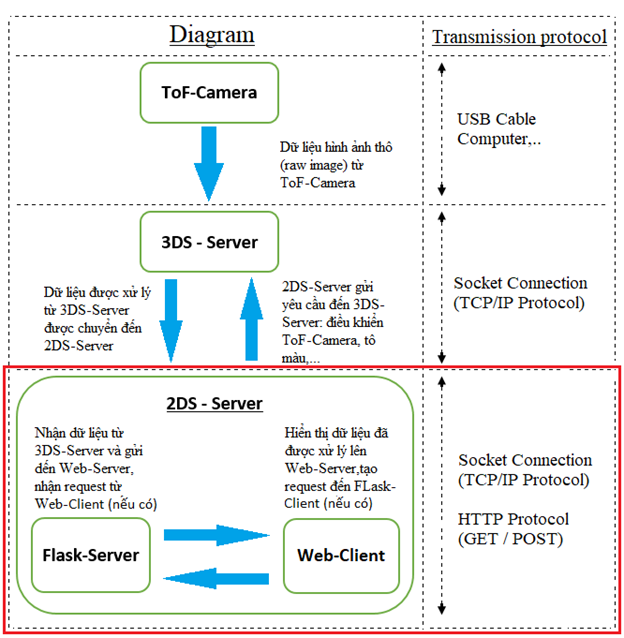 Diagram
Transmission protocol
ToF-Camera
USB Cable
Computer,..
Dữ liệu hình ảnh thô
(raw image) từ
ToF-Camera
3DS - Server
Dữ liệu được xử lý
từ 3DS-Server
được chuyển đến
2DS-Server
2DS-Server gửi
yêu cầu đến 3DS-
Server: điều khiển
ToF-Camera, tô
màu,...
Socket Connection
(TCP/IP Protocol)
2DS - Server
Nhận dữ liệu từ
3DS-Server và gửi
đến Web-Server,
nhận request từ
Web-Client (nếu có)
Hiển thị dữ liệu đã
được xử lý lên
Web-Server,tạo
request đến FLask-
Client (nếu có)
Flask-Server
Web-Client
Socket Connection
(TCP/IP Protocol)
HTTP Protocol
(GET / POST)